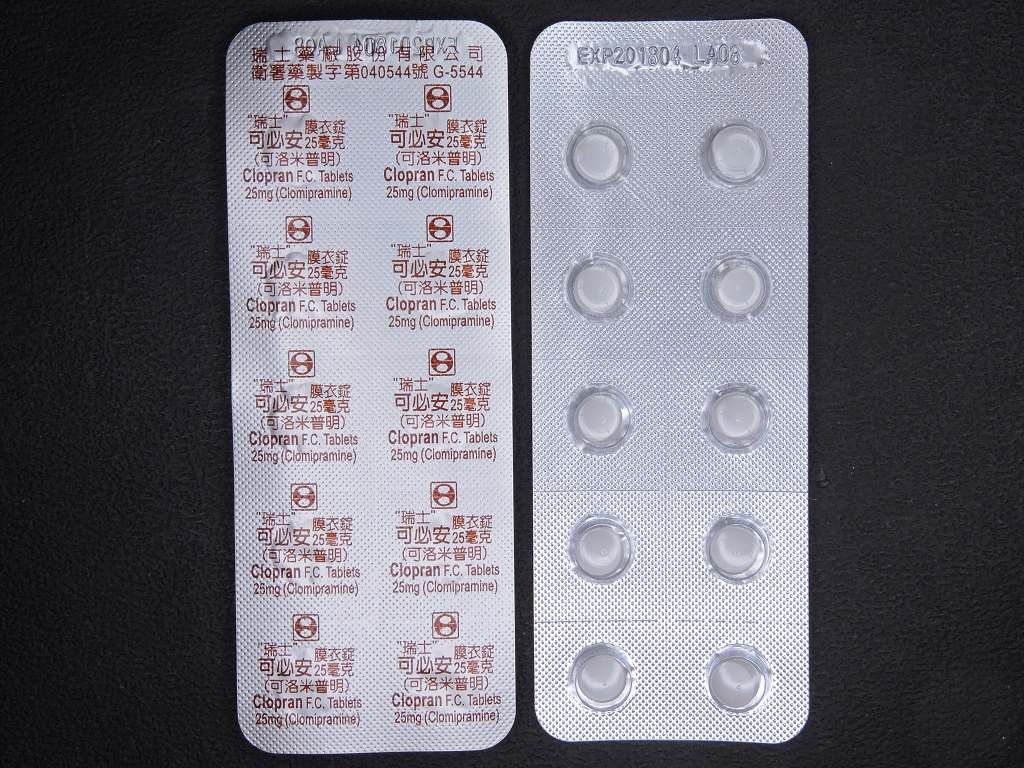 瑞士藥廠股份有限公司
衛署藥製字第040544號 G-5544
"瑞士" 膜衣錠
可必安25毫克
(可洛米普明)
Clopran F.C. Tablets
25mg (Clomipramine)
"瑞士" 膜衣錠
可必安25毫克
(可洛米普明)
Clopran F.C. Tablets
25mg (Clomipramine)
"瑞士" 膜衣錠
可必安25毫克
(可洛米普明)
Clopran F.C. Tablets
25mg (Clomipramine)
"瑞士" 膜衣錠
可必安25毫克
(可洛米普明)
Clopran F.C. Tablets
25mg (Clomipramine)
"瑞士" 膜衣錠
可必安25毫克
(可洛米普明)
Clopran F.C. Tablets
25mg (Clomipramine)
"瑞士" 膜衣錠
可必安25毫克
(可洛米普明)
Clopran F.C. Tablets
25mg (Clomipramine)
"瑞士" 膜衣錠
可必安25毫克
(可洛米普明)
Clopran F.C. Tablets
25mg (Clomipramine)
"瑞士" 膜衣錠
可必安25毫克
(可洛米普明)
Clopran F.C. Tablets
25mg (Clomipramine)
"瑞士" 膜衣錠
可必安25毫克
(可洛米普明)
Clopran F.C. Tablets
25mg (Clomipramine)
"瑞士" 膜衣錠
可必安25毫克
(可洛米普明)
Clopran F.C. Tablets
25mg (Clomipramine)
EXP201804 LA08